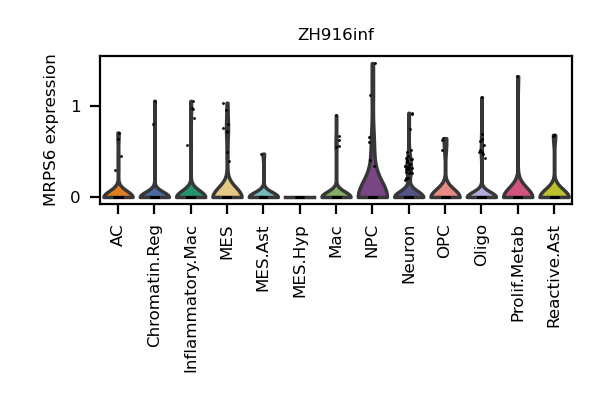 ZH916inf
MRPS6 expression
1
0
AC
Chromatin.Reg
Inflammatory.Mac
MES
MES.Ast
MES.Hyp
Mac
NPC
Neuron
OPC
Oligo
Prolif.Metab
Reactive.Ast